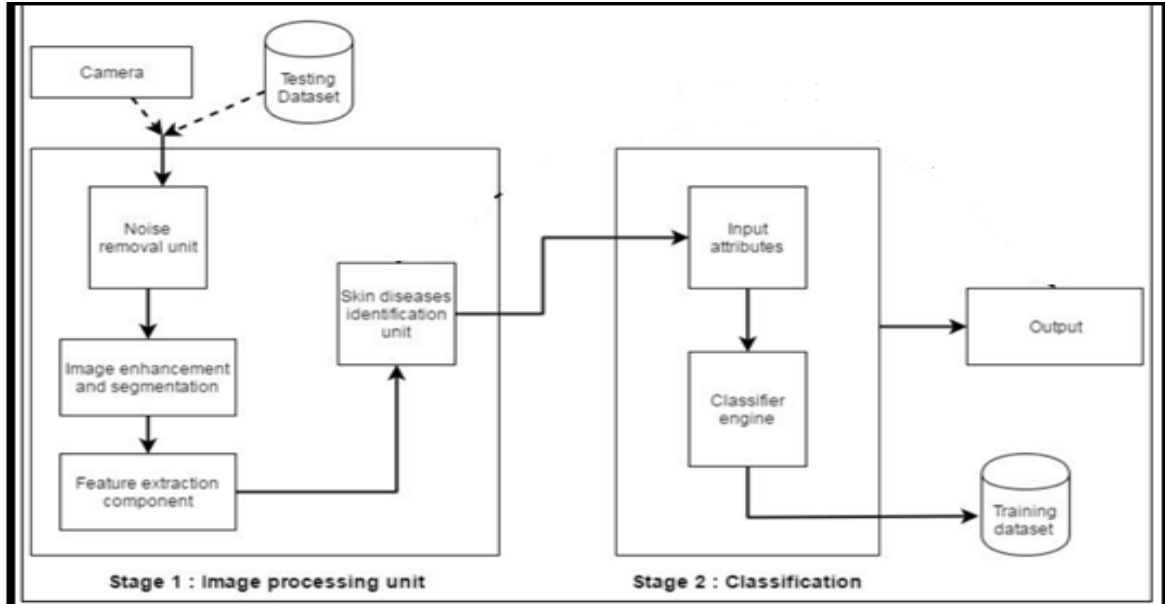 Camera
Testing
Dataset
Noise
removal unit
Image enhancement
and segmentation
Feature extraction
component
Skin diseases
identification
unit
Input
attributes
Classifier
engine
Output
Training
dataset
Stage 1 : Image processing unit
Stage 2 : Classification